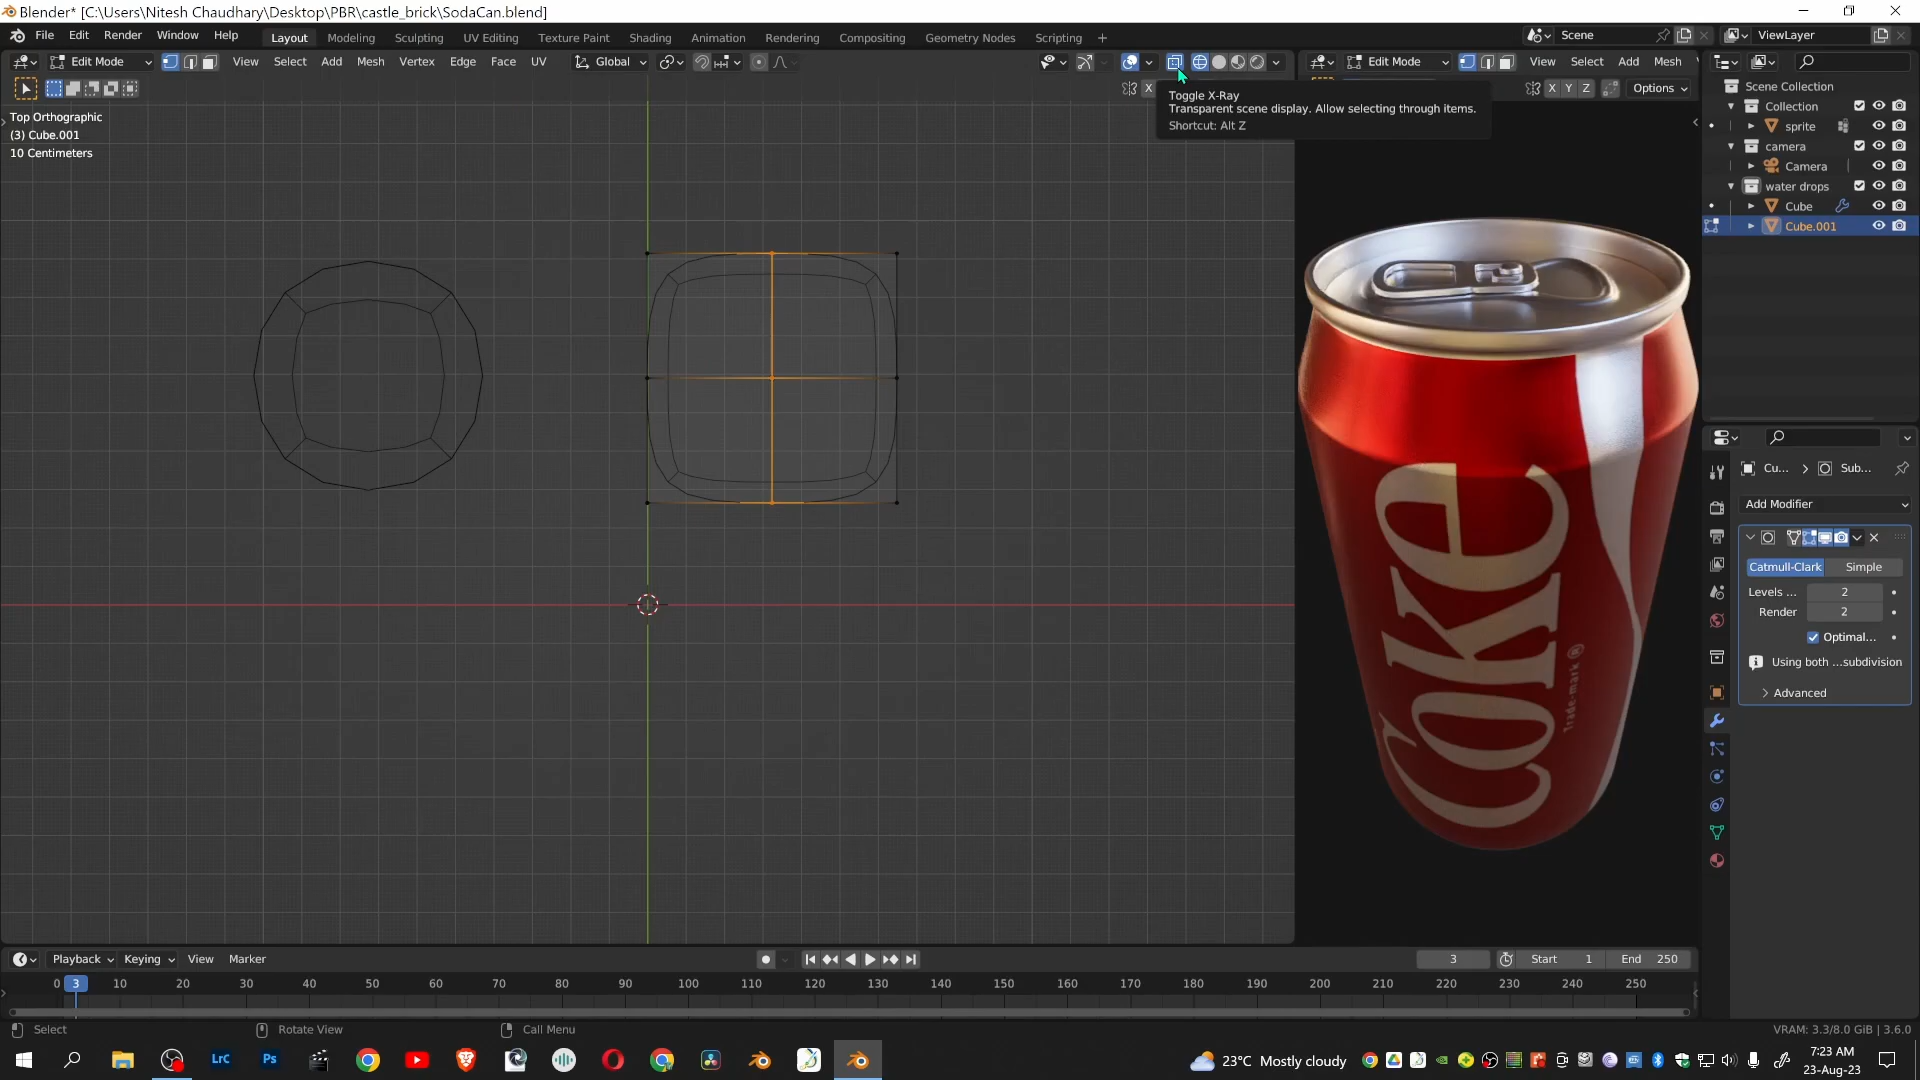 Blender* [C:\Users\Nitesh Chaudhary\Desktop\PBR\castle_brick\SodaCan.blend]
File Edit Render Window Help Layout Modeling Sculpting UV Editing Texture Paint Shading Animation Rendering Compositing Geometry Nodes Scripting + Scene ViewLayer
Edit Mode View Select Add Mesh Vertex Edge Face UV Global Edit Mode View Select Add Mesh
X X Y Z Options
Toggle X-Ray
Transparent scene display. Allow selecting through items.
Shortcut: Alt Z
Top Orthographic
(3) Cube.001
10 Centimeters
Scene Collection
Collection
sprite
camera
Camera
water drops
Cube
Cube.001
Cu... Sub...
Add Modifier
Catmull-Clark Simple
Levels ... 2
Render 2
Optimal...
Using both ...subdivision
Advanced
Coke
Trade-mark ®
Playback Keying View Marker 3 Start 1 End 250
0 3 10 20 30 40 50 60 70 80 90 100 110 120 130 140 150 160 170 180 190 200 210 220 230 240 250
Select Rotate View Call Menu VRAM: 3.3/8.0 GiB | 3.6.0
LrC Ps 23°C Mostly cloudy 7:23 AM
23-Aug-23